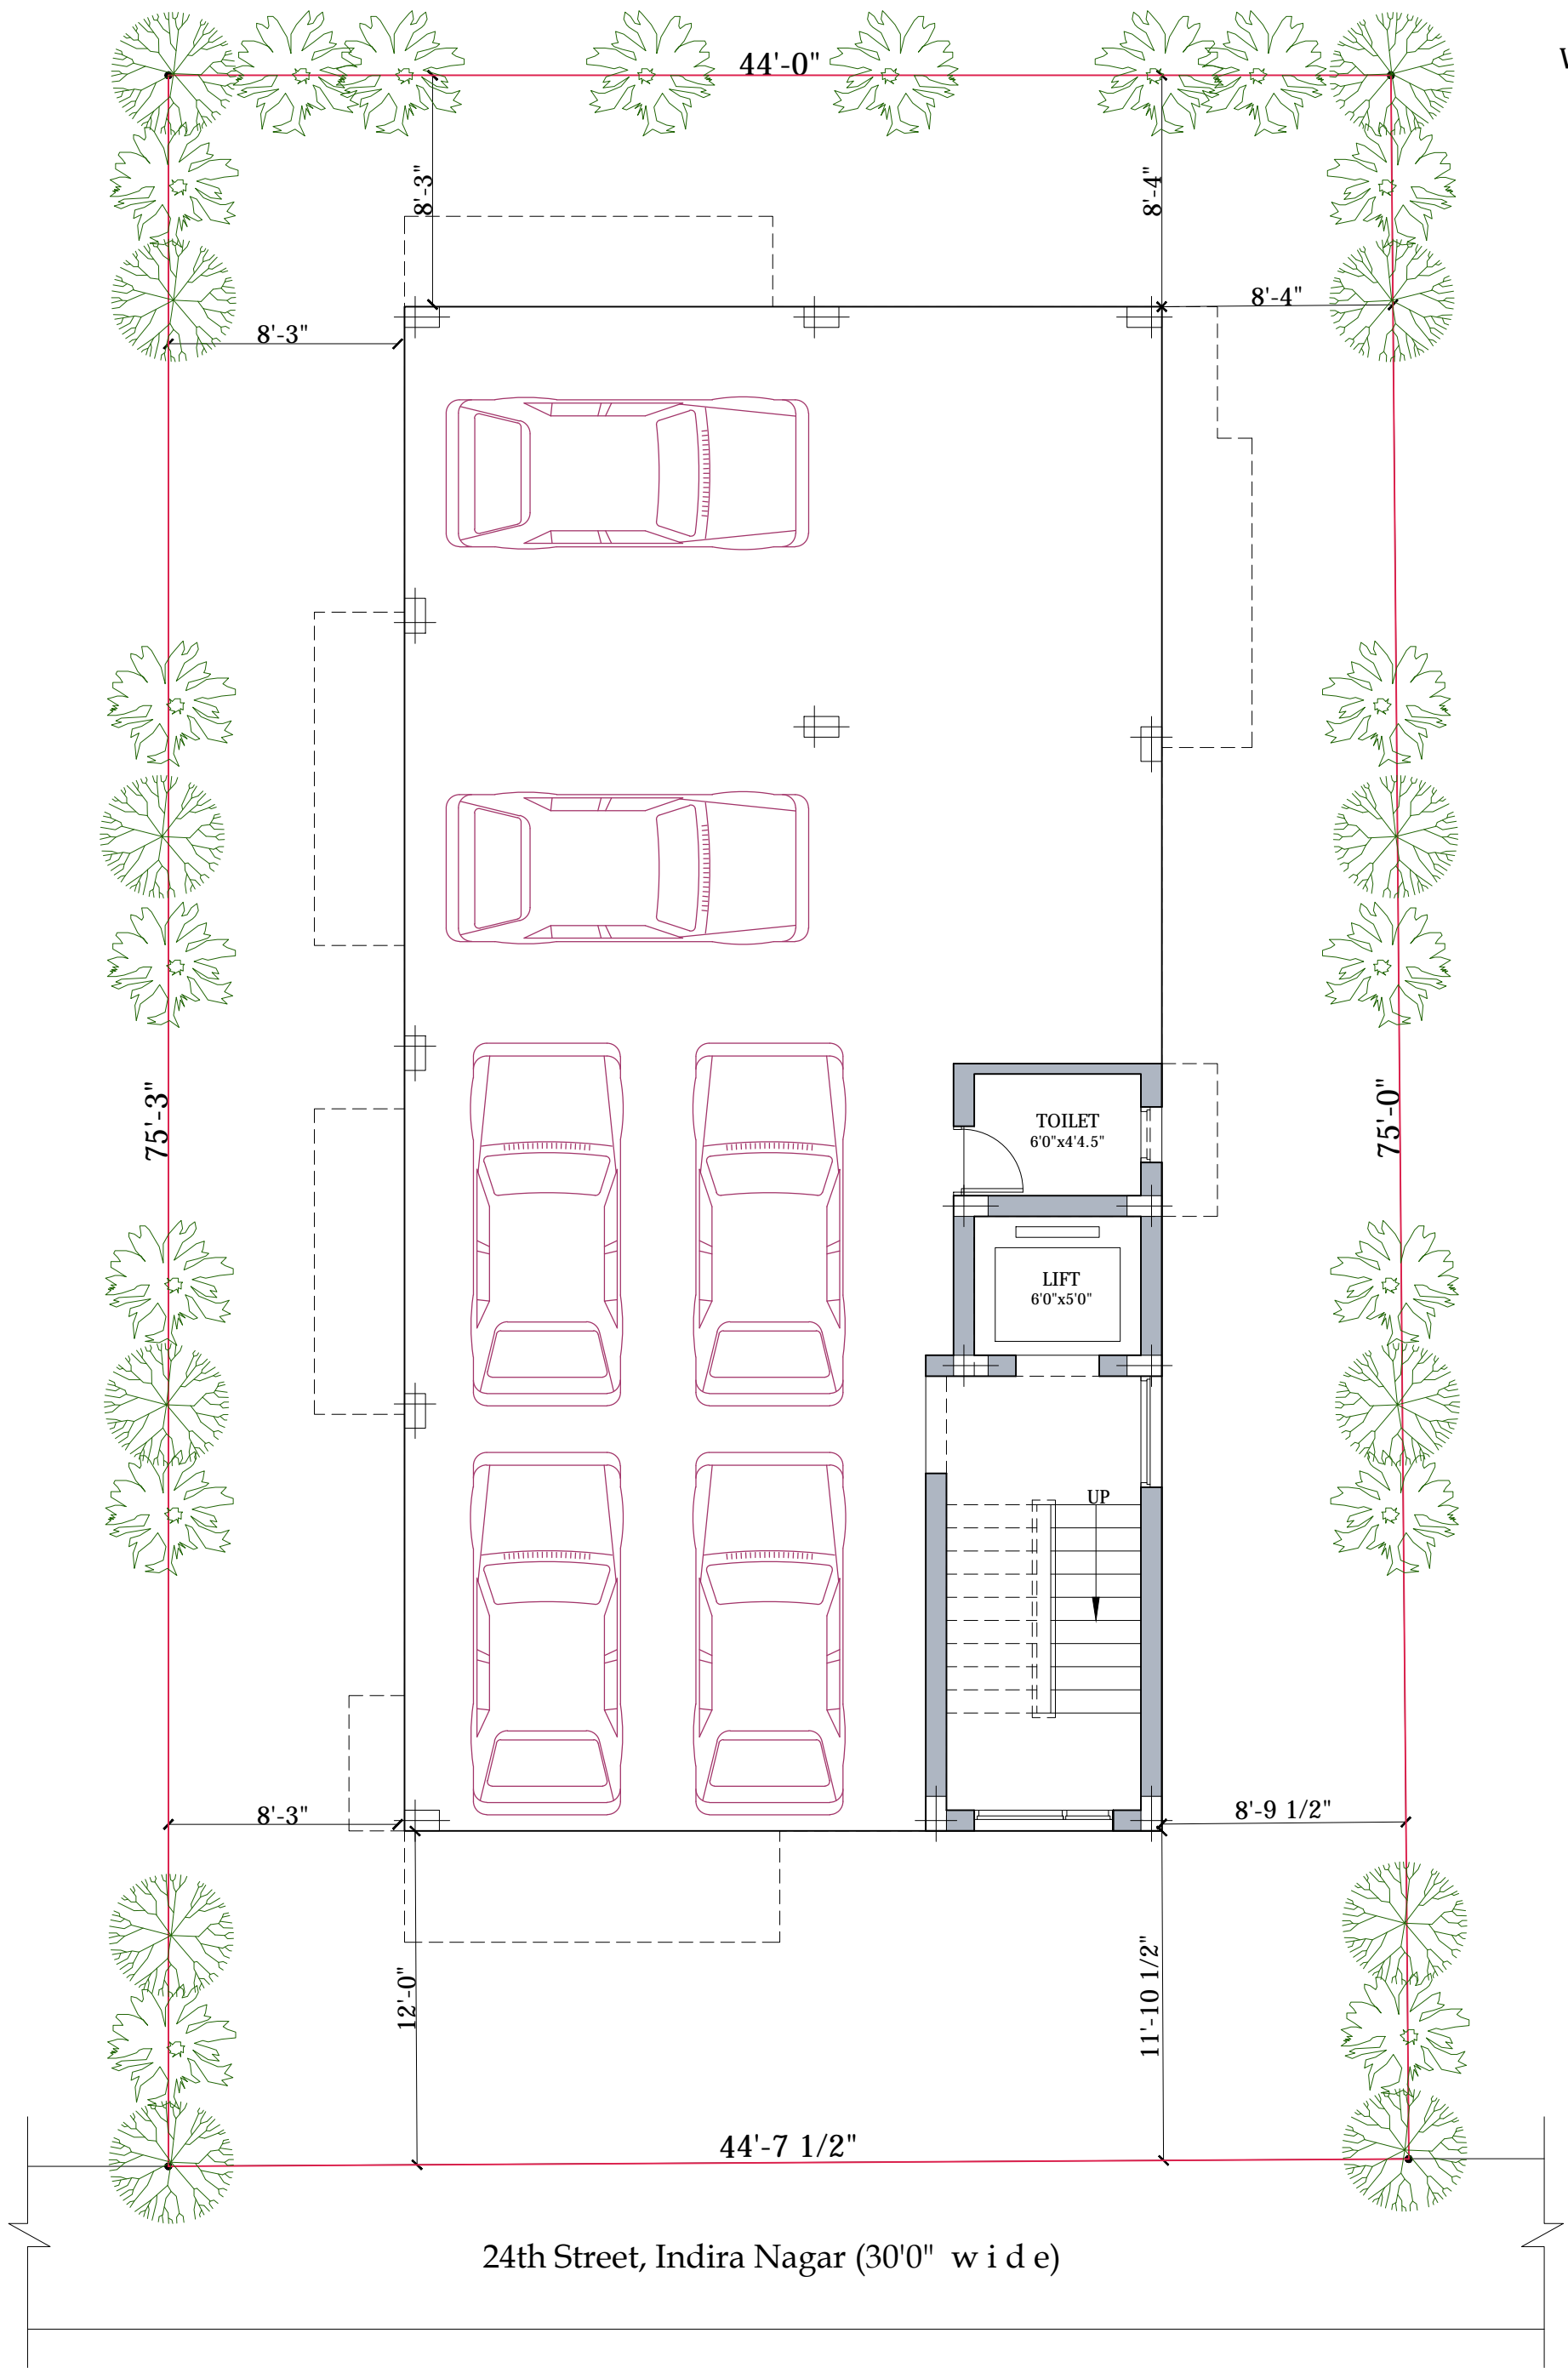 44'-0"
W
8'-3"
8'-4"
8'-4"
8'-3"
75'-3"
75'-0"
TOILET
6'0"x4'4.5"
LIFT
6'0"x5'0"
UP
8'-3"
8'-9 1/2"
12'-0"
11'-10 1/2"
44'-7 1/2"
24th Street, Indira Nagar (30'0" w i d e)